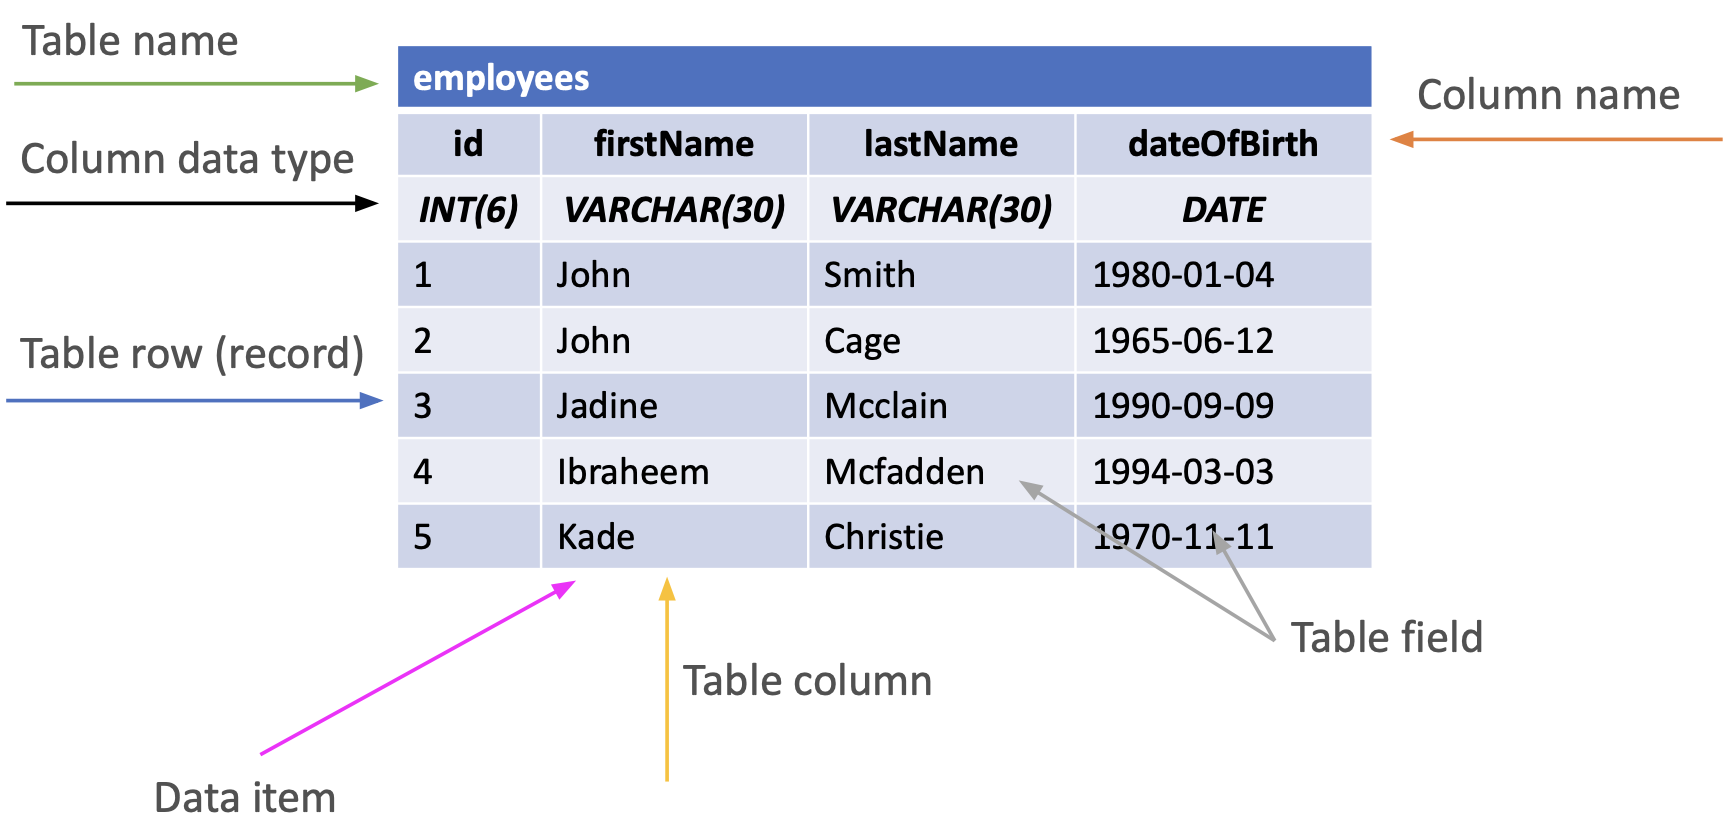 Table name
employees
Column name
id firstName lastName dateOfBirth
Column data type
INT(6) VARCHAR(30) VARCHAR(30) DATE
1 John Smith 1980-01-04
2 John Cage 1965-06-12
Table row (record)
3 Jadine Mcclain 1990-09-09
4 Ibraheem Mcfadden 1994-03-03
5 Kade Christie 1970-11-11
Table field
Table column
Data item